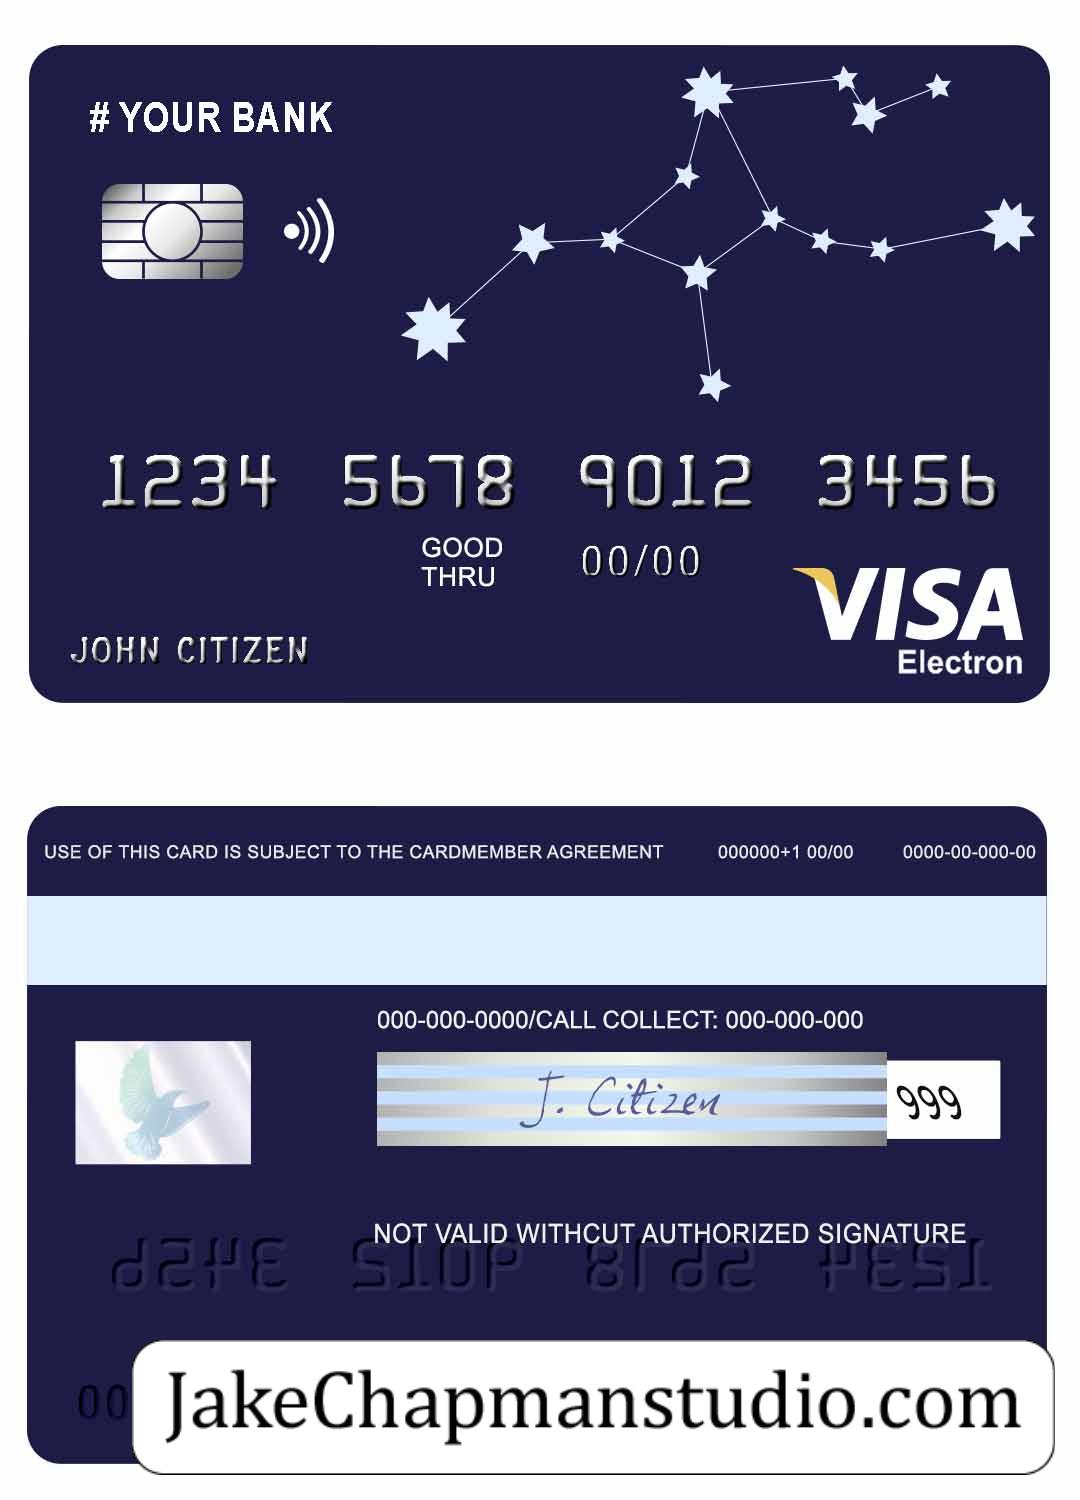 # YOUR BANK
1234 5678 9012 3456
GOOD
THRU
00/00
VISA
Electron
JOHN CITIZEN
USE OF THIS CARD IS SUBJECT TO THE CARDMEMBER AGREEMENT 000000+1 00/00 0000-00-000-00
000-000-0000/CALL COLLECT: 000-000-000
J. Citizen 999
NOT VALID WITHCUT AUTHORIZED SIGNATURE
00
JakeChapmanstudio.com